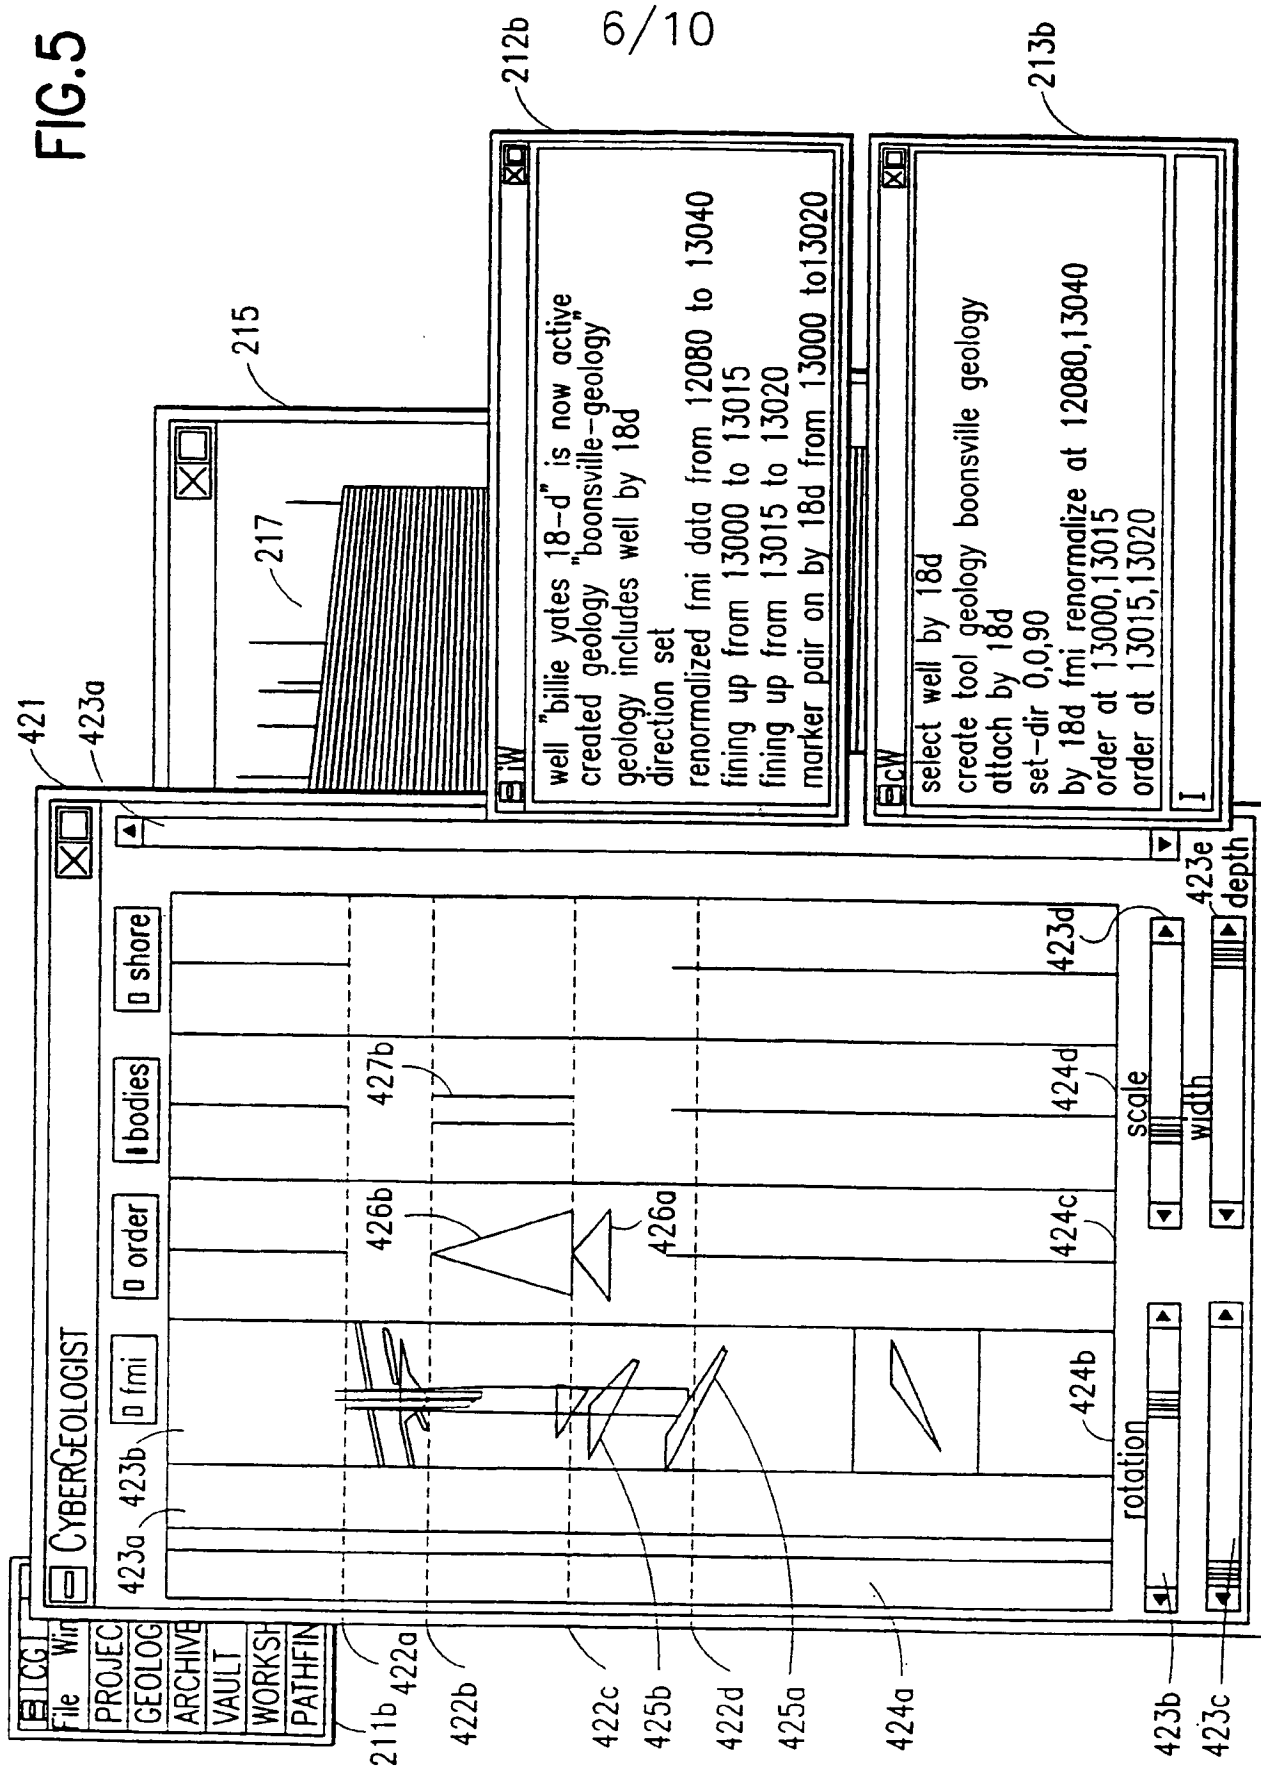 6/10
FIG.5
421
423a
215
217
212b
213b
CG
File Win
PROJEC
GEOLOG
ARCHIVE
VAULT
WORKSH
PATHFIN
211b
CYBERGEOLOGIST
423a
423b
fmi
order
bodies
shore
422a
422b
422c
425b
422d
425a
424a
426b
426a
427b
424b
424c
424d
rotation
scale
width
depth
423b
423c
423d
423e
iW
well "billie yates 18-d" is now active
created geology "boonsville-geology"
geology includes well by 18d
direction set
renormalized fmi data from 12080 to 13040
fining up from 13000 to 13015
fining up from 13015 to 13020
marker pair on by 18d from 13000 to13020
cW
select well by 18d
create tool geology boonsville geology
attach by 18d
set-dir 0,0,90
by 18d fmi renormalize at 12080,13040
order at 13000,13015
order at 13015,13020
I